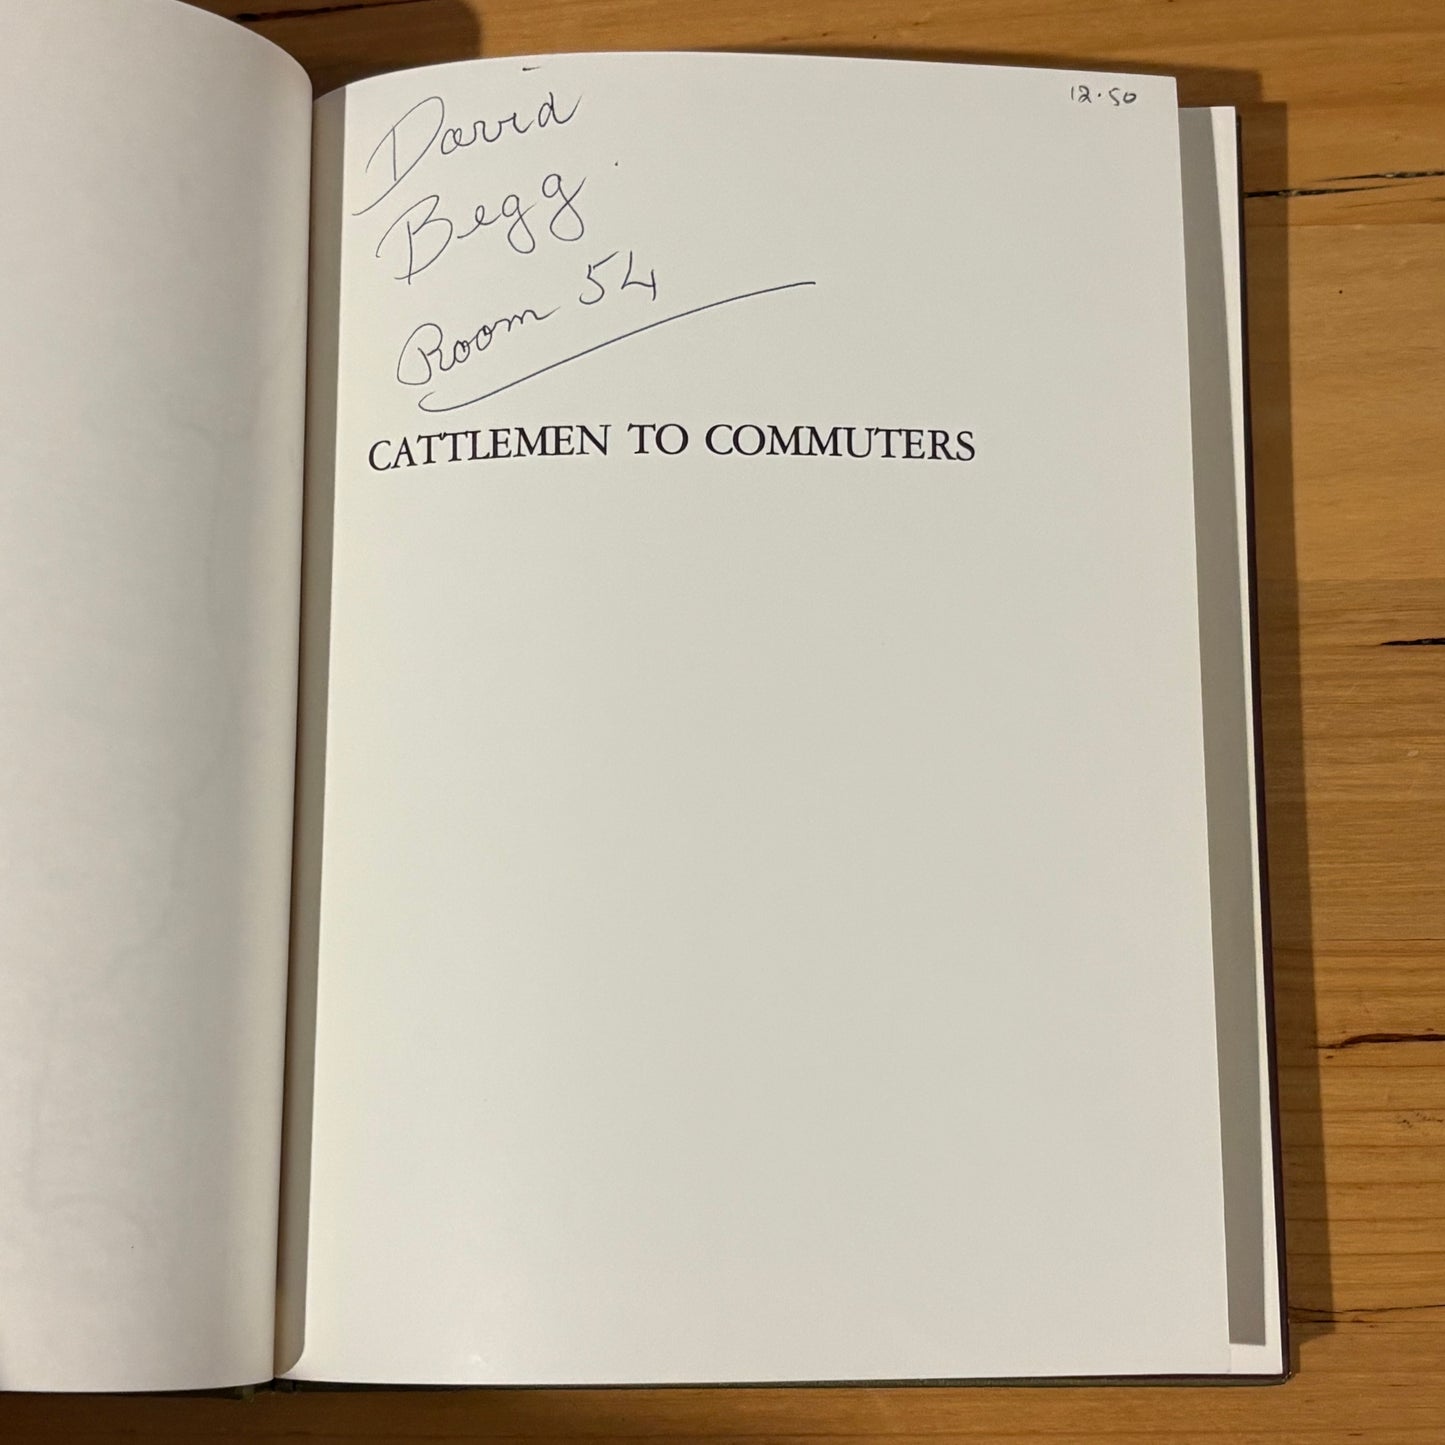 12.50
David
Begg
Room 54
CATTLEMEN TO COMMUTERS